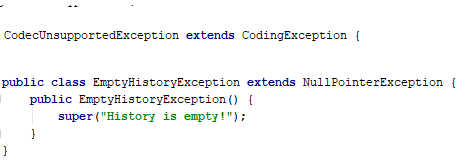 CodecUnsupportedException extends CodingException {
public class EmptyHistoryException extends NullPointerException {
public EmptyHistoryException() {
super("History is empty!");
}
}